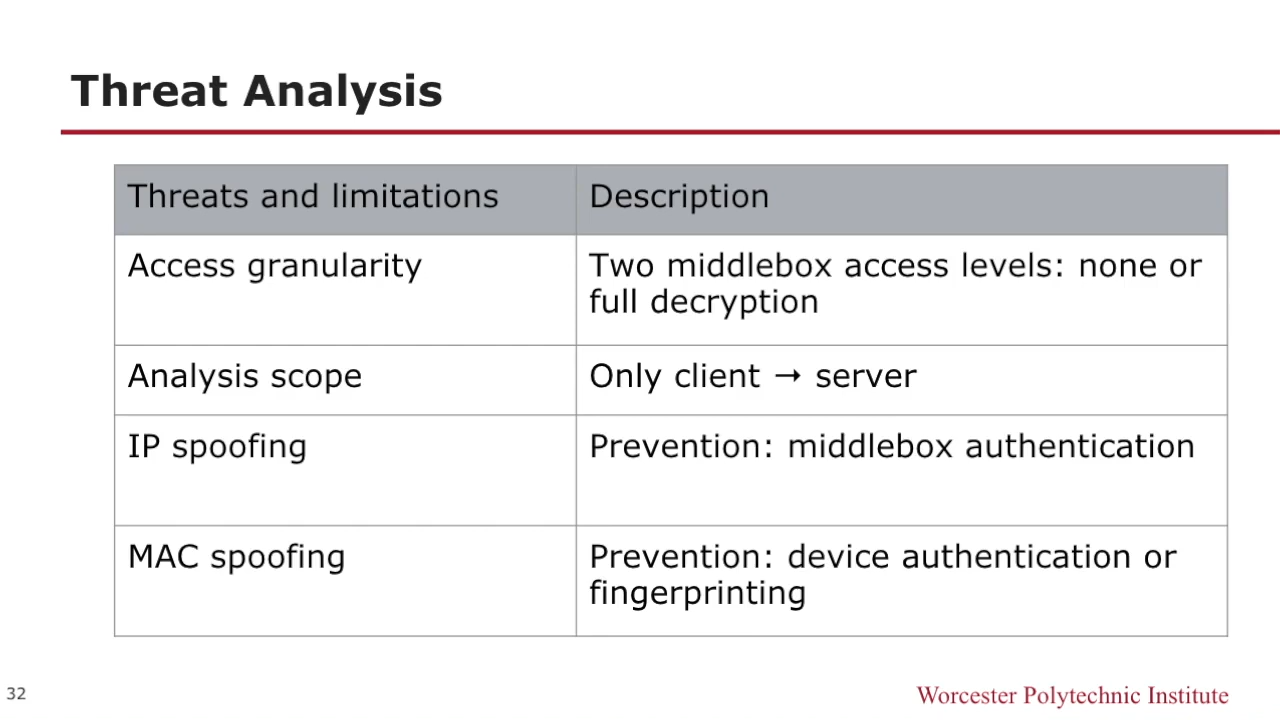 Threat Analysis
Threats and limitations
Description
Access granularity
Two middlebox access levels: none or
full decryption
Analysis scope
Only client → server
IP spoofing
Prevention: middlebox authentication
MAC spoofing
Prevention: device authentication or
fingerprinting
32
Worcester Polytechnic Institute